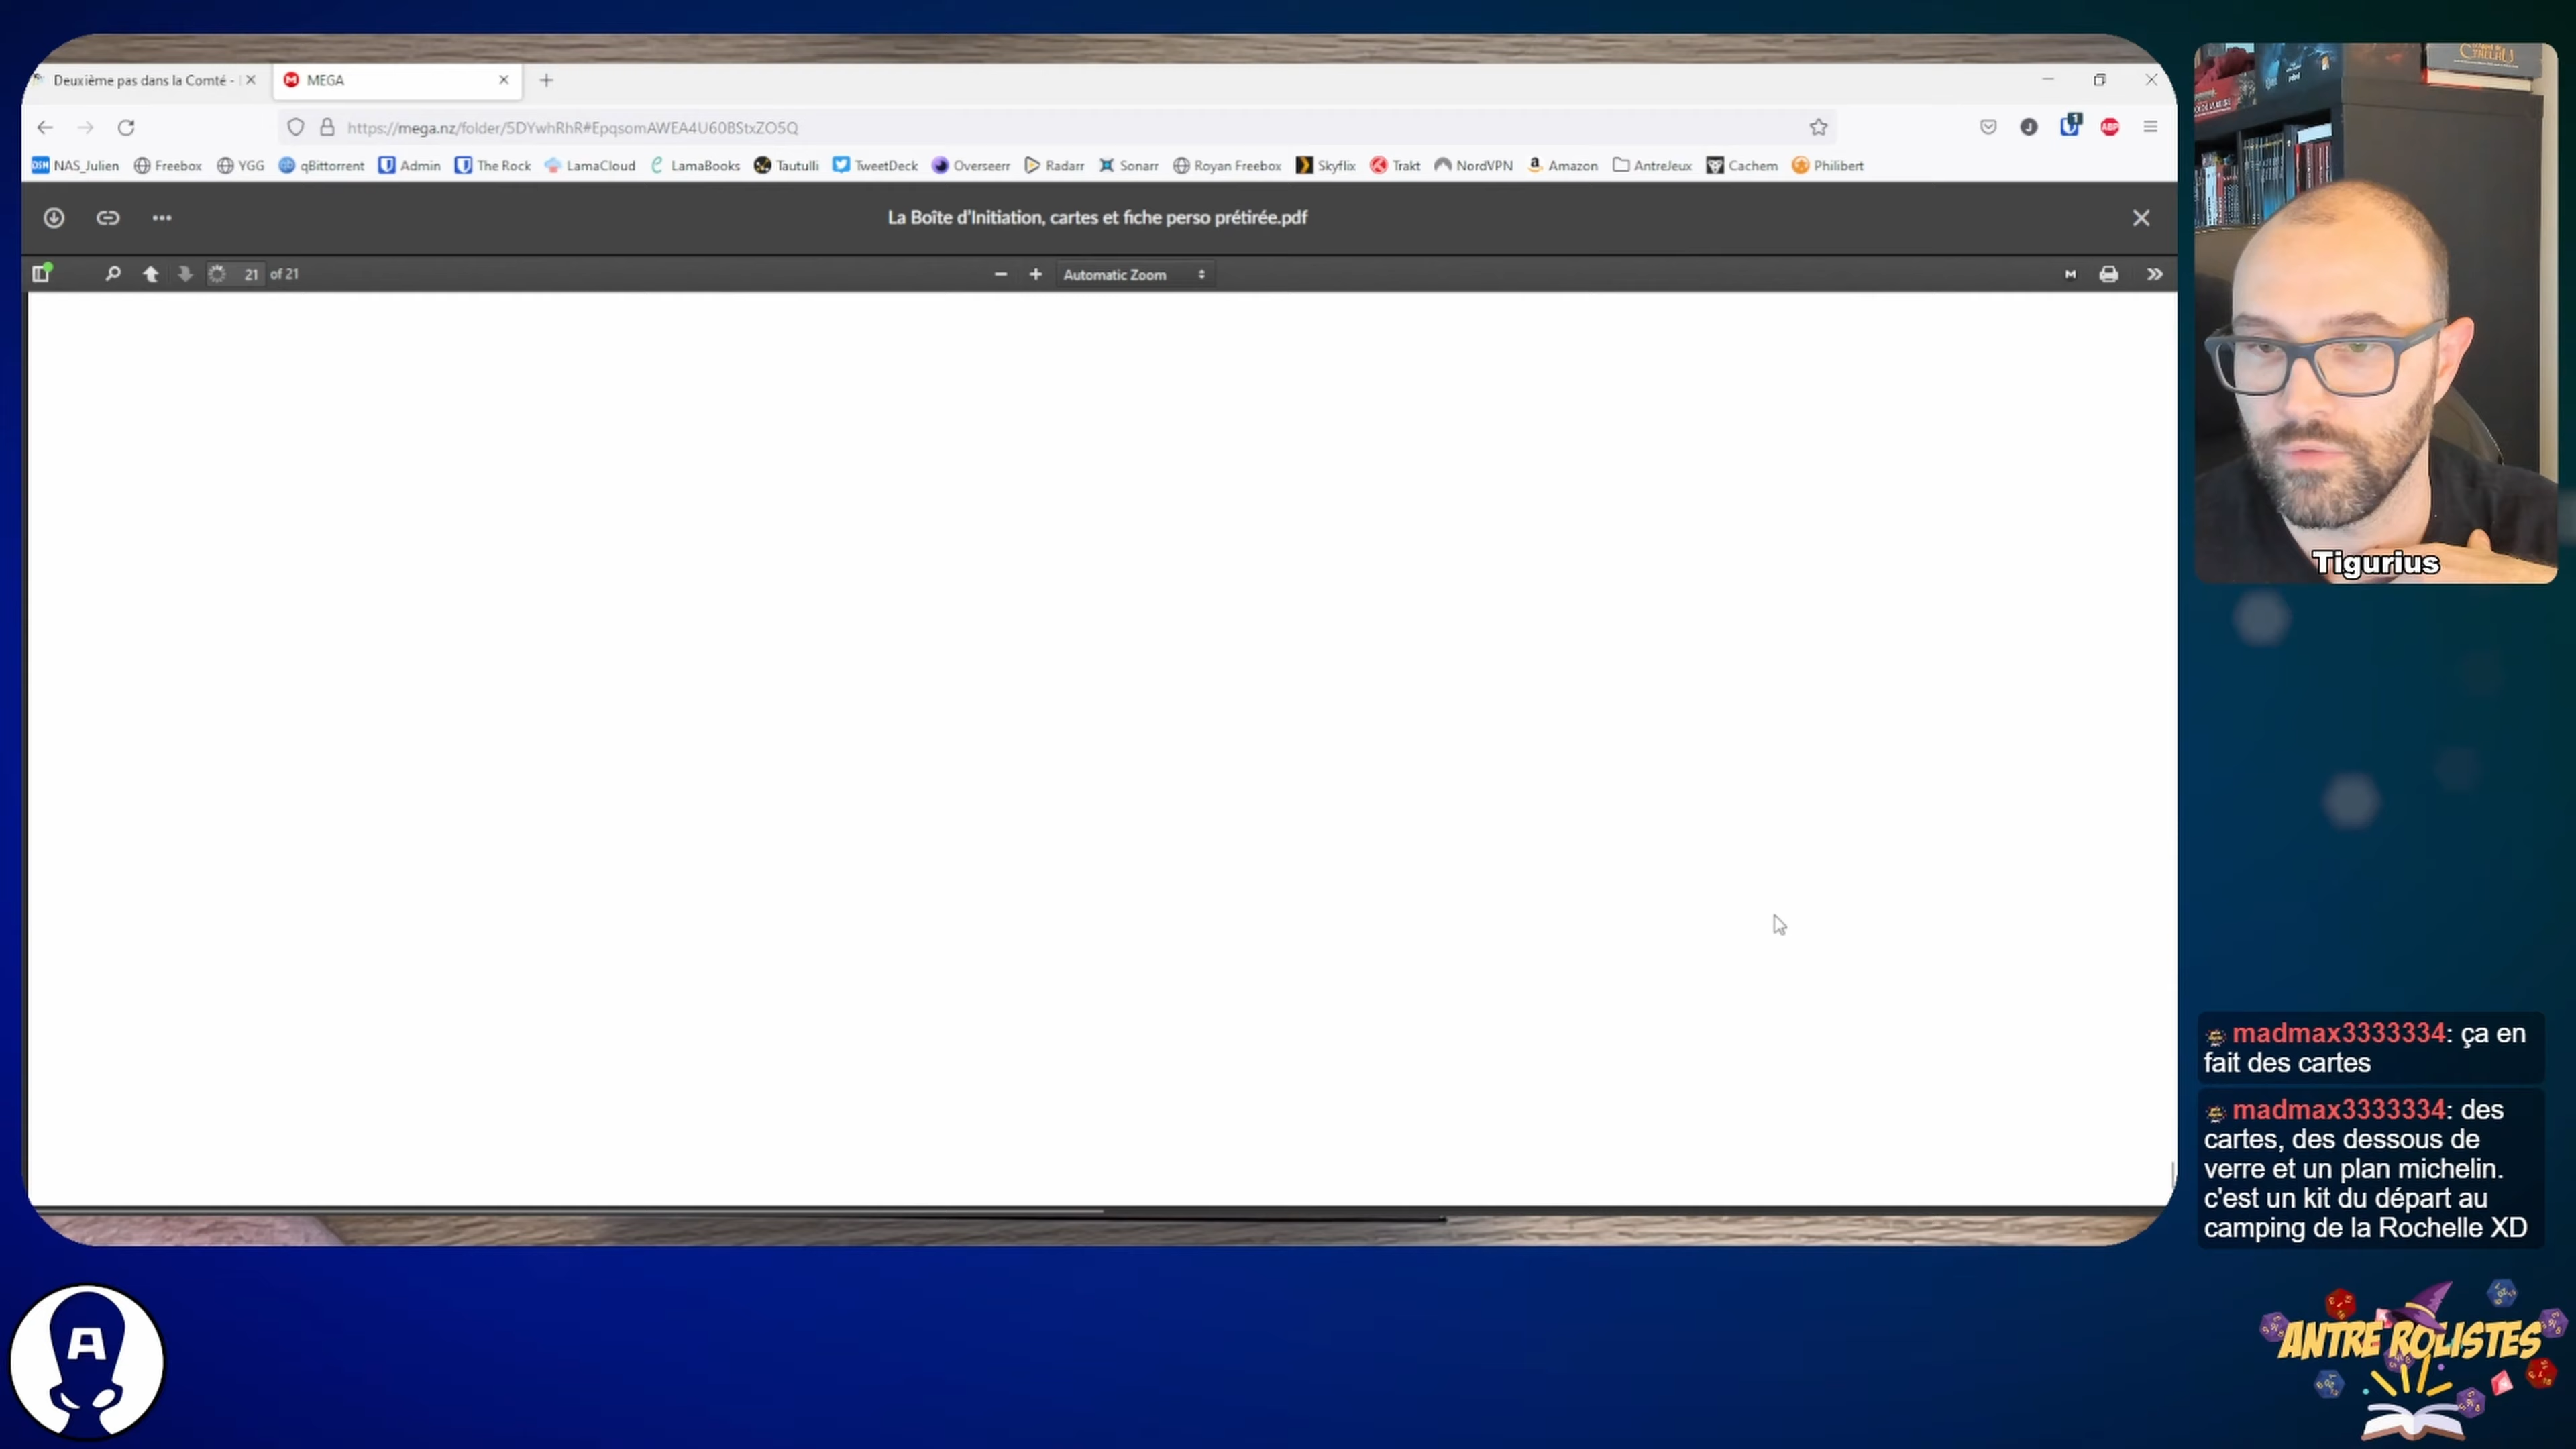 Deuxième pas dans la Comté -
MEGA
https://mega.nz/folder/5DYwhRhR#EpqsomAWEA4U60BStxZO5Q
NAS_Julien Freebox YGG qBittorrent Admin The Rock LamaCloud LamaBooks Tautulli TweetDeck Overseerr Radarr Sonarr Royan Freebox Skyflix Trakt NordVPN Amazon AntreJeux Cachem Philibert
La Boîte d'Initiation, cartes et fiche perso prétirée.pdf
21 of 21
Automatic Zoom
CTHULHU
Tigurius
madmax3333334: ça en
fait des cartes
madmax3333334: des
cartes, des dessous de
verre et un plan michelin.
c'est un kit du départ au
camping de la Rochelle XD
A
ANTRE ROLISTES